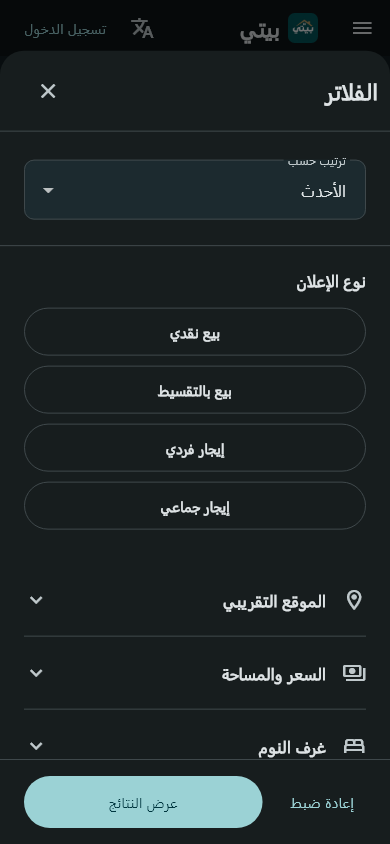 بيتي
بيتي
تسجيل الدخول
الفلاتر
ترتيب حسب
الأحدث
نوع الإعلان
بيع نقدي
بيع بالتقسيط
إيجار فردي
إيجار جماعي
الموقع التقريبي
السعر والمساحة
غرف النوم
إعادة ضبط
عرض النتائج